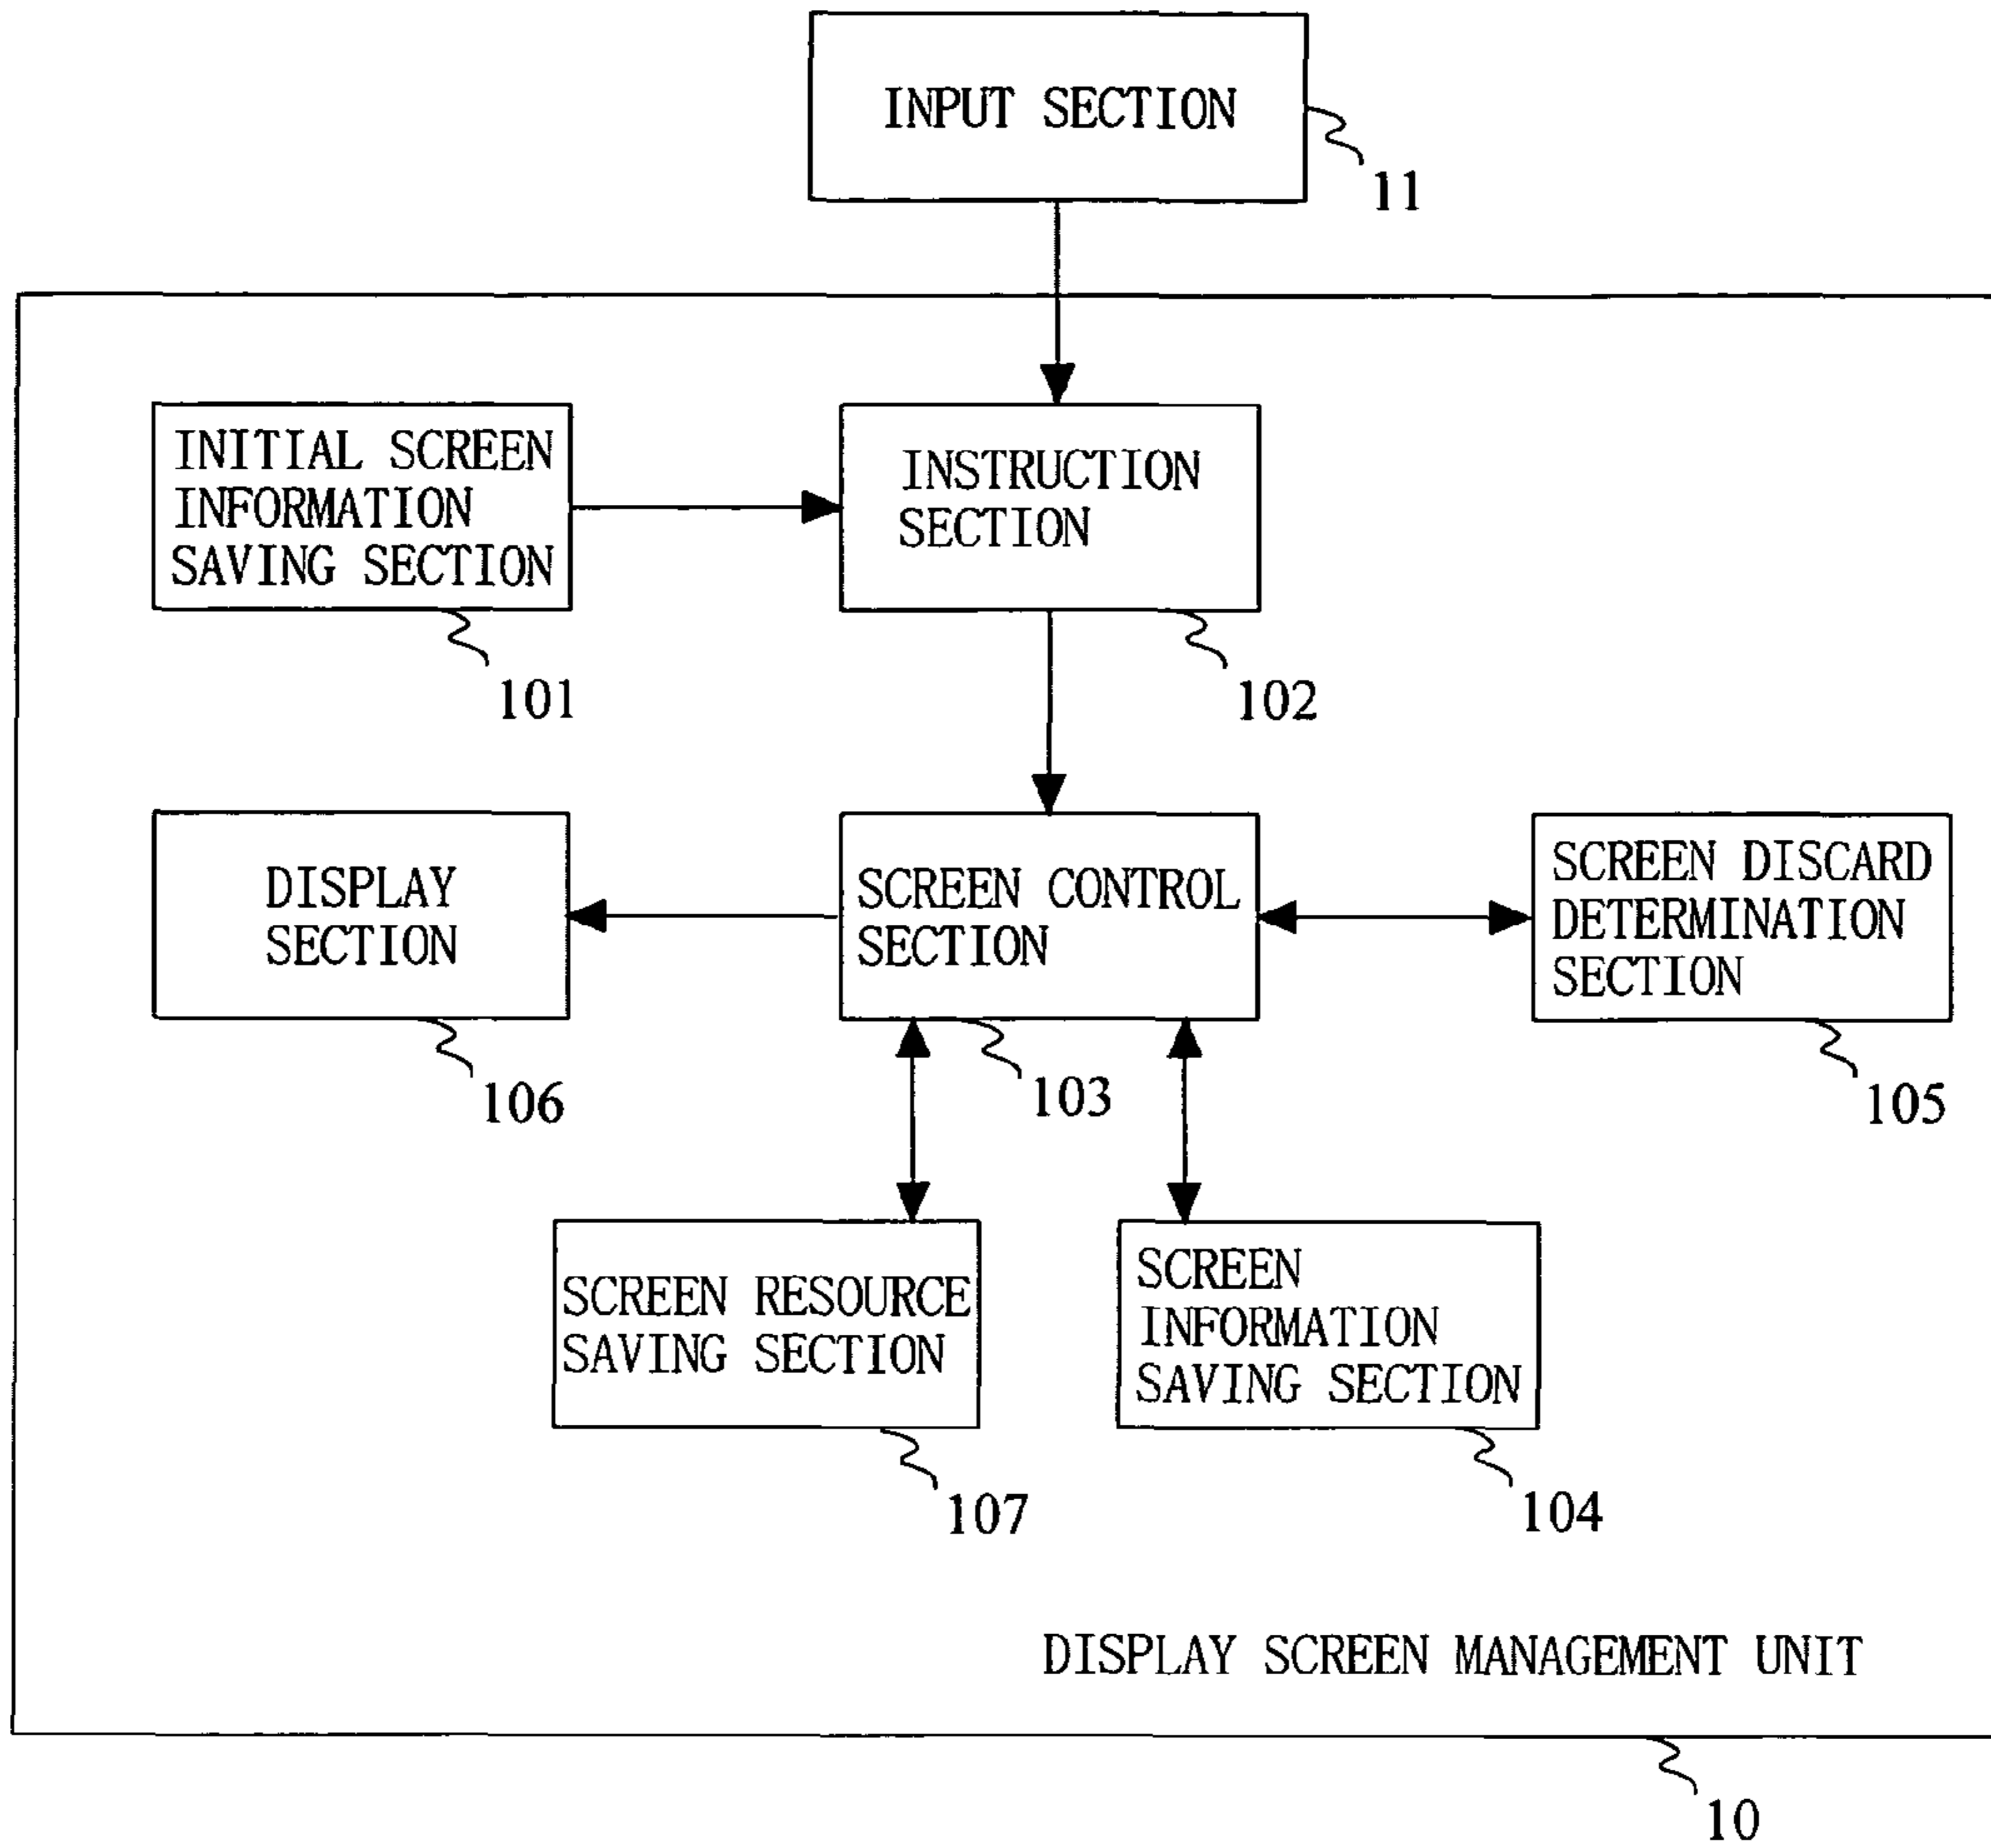 INPUT SECTION
11
INITIAL SCREEN
INFORMATION
SAVING SECTION
101
INSTRUCTION
SECTION
102
DISPLAY
SECTION
106
SCREEN CONTROL
SECTION
103
SCREEN DISCARD
DETERMINATION
SECTION
105
SCREEN RESOURCE
SAVING SECTION
107
SCREEN
INFORMATION
SAVING SECTION
104
DISPLAY SCREEN MANAGEMENT UNIT
10